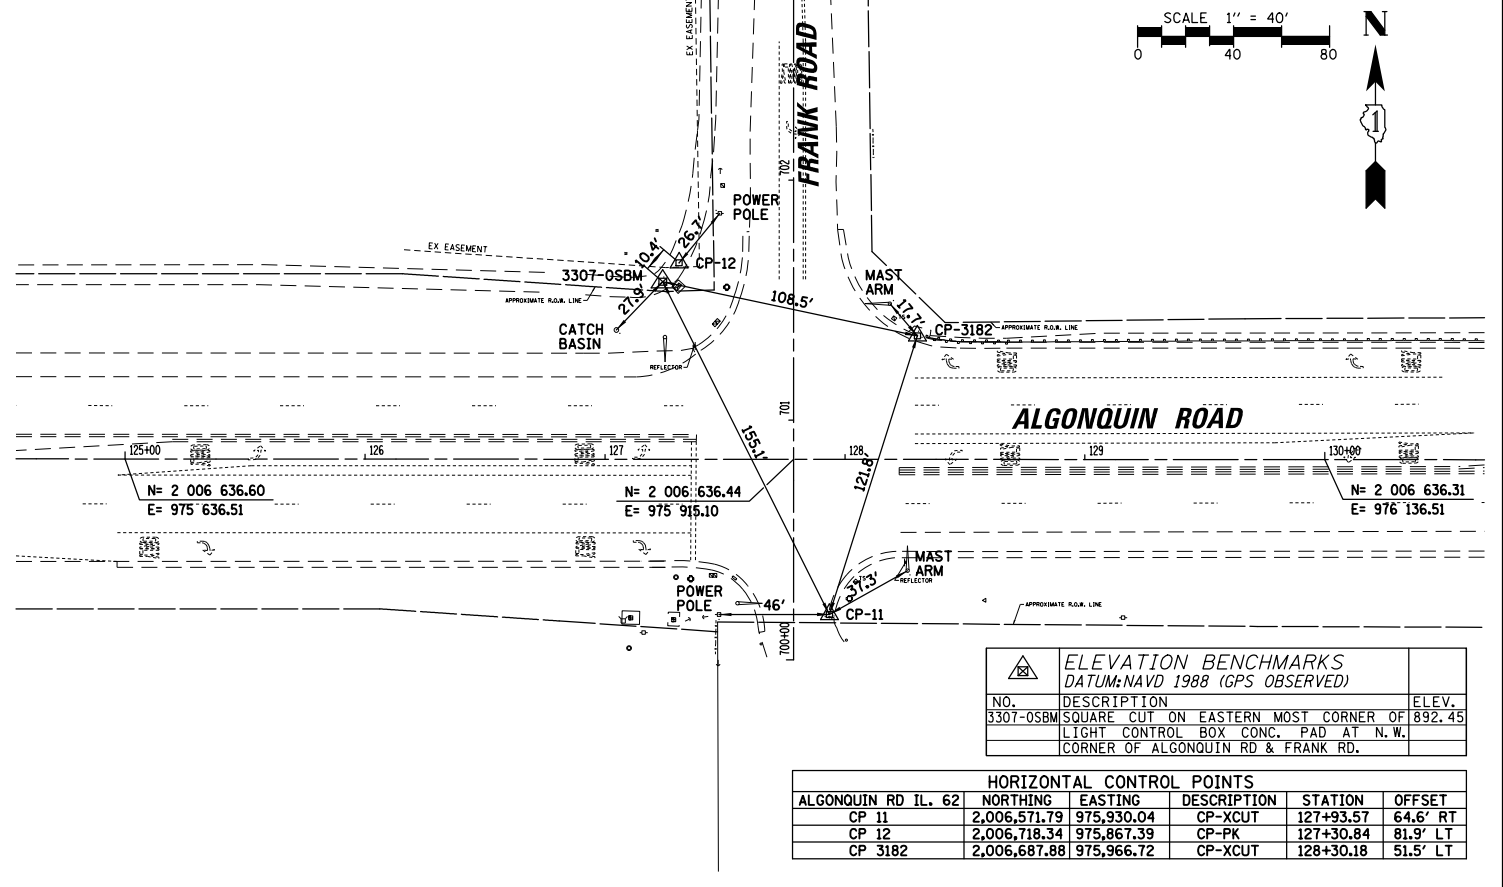 SCALE 1'' = 40'
0 40 80
N
1
EX EASEMENT
FRANK ROAD
702
POWER
POLE
26.7'
10.4'
EX EASEMENT
CP-12
3307-0SBM
27.9'
APPROXIMATE R.O.W. LINE
MAST
ARM
108.5'
17.7'
CATCH
BASIN
CP-3182
APPROXIMATE R.O.W. LINE
REFLECTOR
701
ALGONQUIN ROAD
155.1'
121.8'
125+00
126
127
128
129
130+00
N= 2 006 636.60
E= 975 636.51
N= 2 006 636.44
E= 975 915.10
N= 2 006 636.31
E= 976 136.51
MAST
ARM
REFLECTOR
37.3'
POWER
POLE
46'
CP-11
APPROXIMATE R.O.W. LINE
700+00
ELEVATION BENCHMARKS
DATUM:NAVD 1988 (GPS OBSERVED)
NO. DESCRIPTION ELEV.
3307-0SBM SQUARE CUT ON EASTERN MOST CORNER OF 892.45
LIGHT CONTROL BOX CONC. PAD AT N.W.
CORNER OF ALGONQUIN RD & FRANK RD.
HORIZONTAL CONTROL POINTS
ALGONQUIN RD IL. 62 NORTHING EASTING DESCRIPTION STATION OFFSET
CP 11 2,006,571.79 975,930.04 CP-XCUT 127+93.57 64.6' RT
CP 12 2,006,718.34 975,867.39 CP-PK 127+30.84 81.9' LT
CP 3182 2,006,687.88 975,966.72 CP-XCUT 128+30.18 51.5' LT